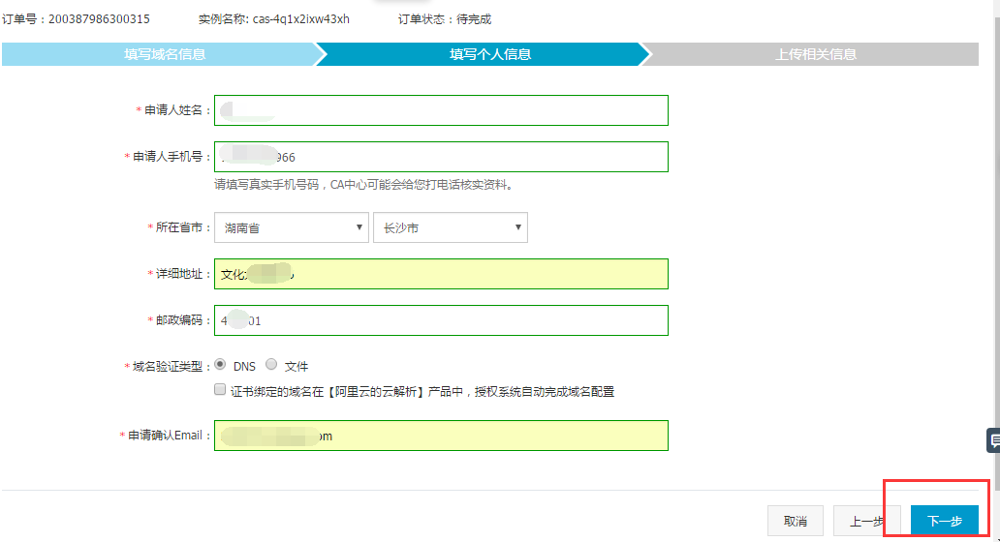 订单号：200387986300315 实例名称: cas-4q1x2ixw43xh 订单状态：待完成
填写域名信息 填写个人信息 上传相关信息
*申请人姓名：
*申请人手机号： 966
请填写真实手机号码，CA中心可能会给您打电话核实资料。
*所在省市： 湖南省 长沙市
*详细地址： 文化
*邮政编码： 4 01
*域名验证类型： DNS 文件
证书绑定的域名在【阿里云的云解析】产品中，授权系统自动完成域名配置
*申请确认Email： om
取消 上一步 下一步